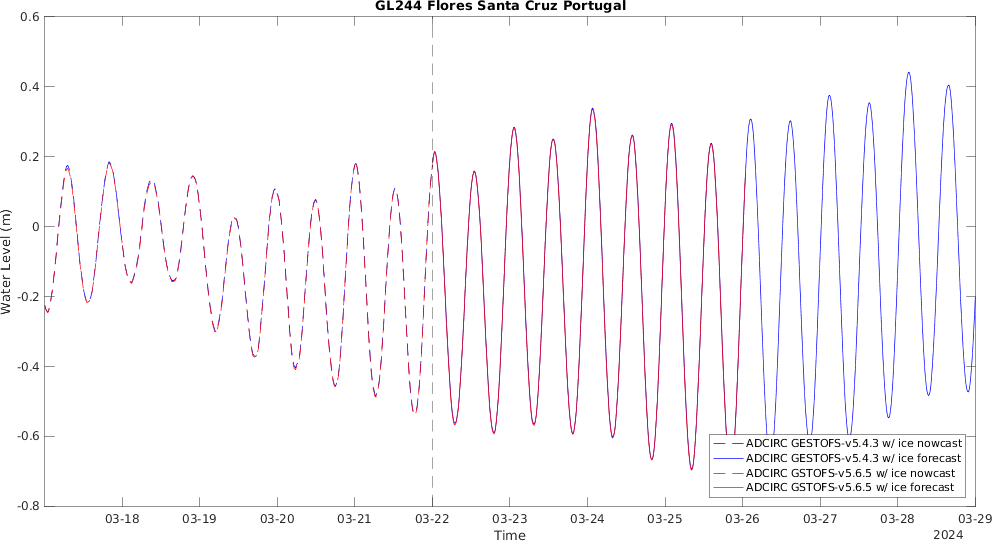 GL244 Flores Santa Cruz Portugal
0.6
0.4
0.2
0
-0.2
-0.4
-0.6
-0.8
Water Level (m)
ADCIRC GESTOFS-v5.4.3 w/ ice nowcast
ADCIRC GESTOFS-v5.4.3 w/ ice forecast
ADCIRC GSTOFS-v5.6.5 w/ ice nowcast
ADCIRC GSTOFS-v5.6.5 w/ ice forecast
03-18 03-19 03-20 03-21 03-22 03-23 03-24 03-25 03-26 03-27 03-28 03-29
Time
2024